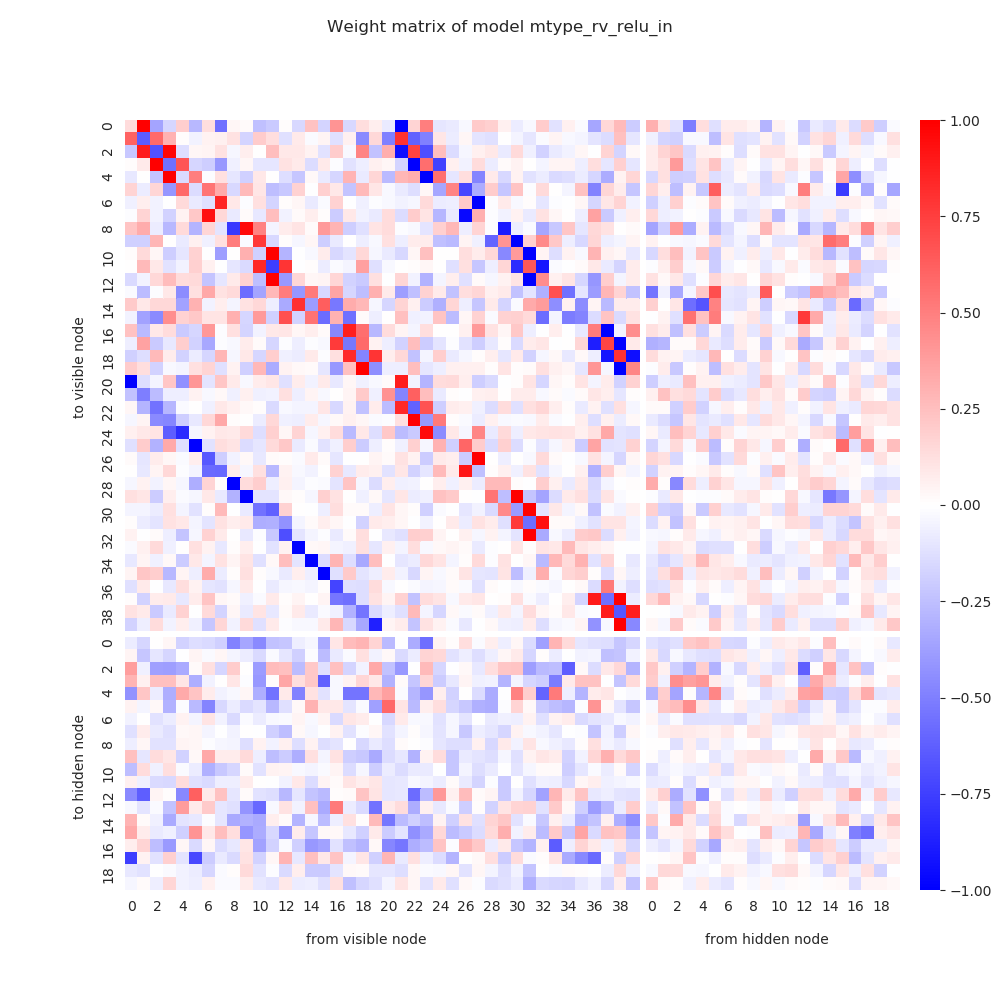 Weight matrix of model mtype_rv_relu_in
to visible node
0 2 4 6 8 10 12 14 16 18 20 22 24 26 28 30 32 34 36 38
to hidden node
0 2 4 6 8 10 12 14 16 18
0 2 4 6 8 10 12 14 16 18 20 22 24 26 28 30 32 34 36 38 0 2 4 6 8 10 12 14 16 18
from visible node
from hidden node
1.00
0.75
0.50
0.25
0.00
−0.25
−0.50
−0.75
−1.00